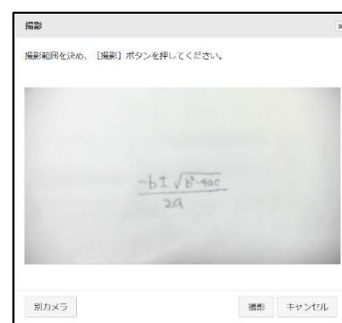 撮影
撮影範囲を決め、［撮影］ボタンを押してください。
-b ± √b²-4ac
2a
別カメラ
撮影
キャンセル